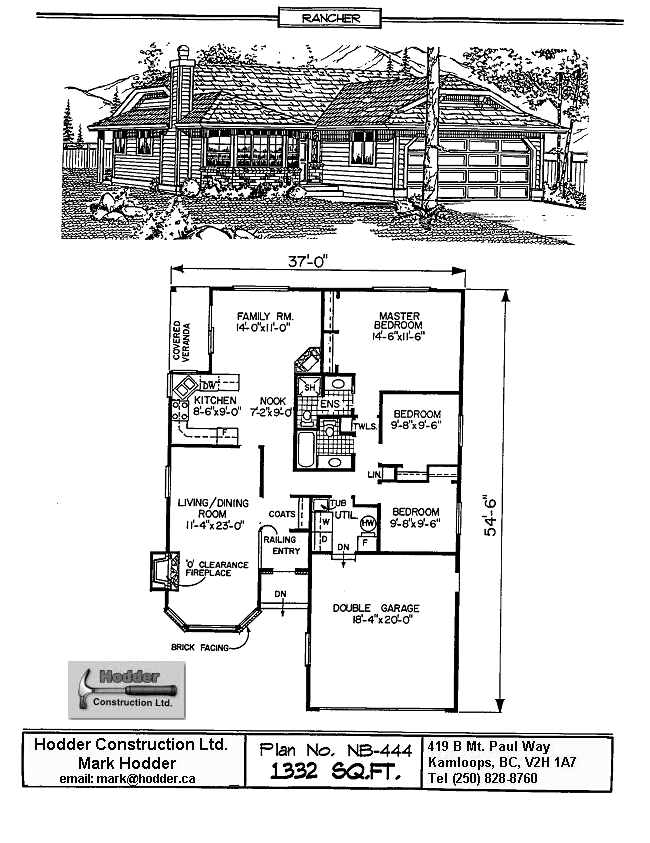 RANCHER
37'-0"
COVERED
VERANDA
FAMILY RM.
14'-0"x11'-0"
MASTER
BEDROOM
14'-6"x11'-6"
DW
KITCHEN
8'-6"x9'-0"
NOOK
7'-2"x9'-0"
SH
ENS
TWLS.
BEDROOM
9'-8"x9'-6"
F
LIN.
LIVING/DINING
ROOM
11'-4"x23'-0"
COATS
TUB
UTIL.
W
HW
D
F
DN
BEDROOM
9'-8"x9'-6"
RAILING
ENTRY
54'-6"
'O' CLEARANCE
FIREPLACE
DN
DOUBLE GARAGE
18'-4"x20'-0"
BRICK FACING
Hodder
Construction Ltd.
Hodder Construction Ltd.
Mark Hodder
email: mark@hodder.ca
Plan No. NB-444
1332 SQ.FT.
419 B Mt. Paul Way
Kamloops, BC, V2H 1A7
Tel (250) 828-8760